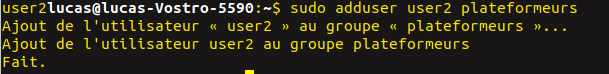 user2lucas@lucas-Vostro-5590:~$ sudo adduser user2 plateformeurs
Ajout de l'utilisateur « user2 » au groupe « plateformeurs »...
Ajout de l'utilisateur user2 au groupe plateformeurs
Fait.